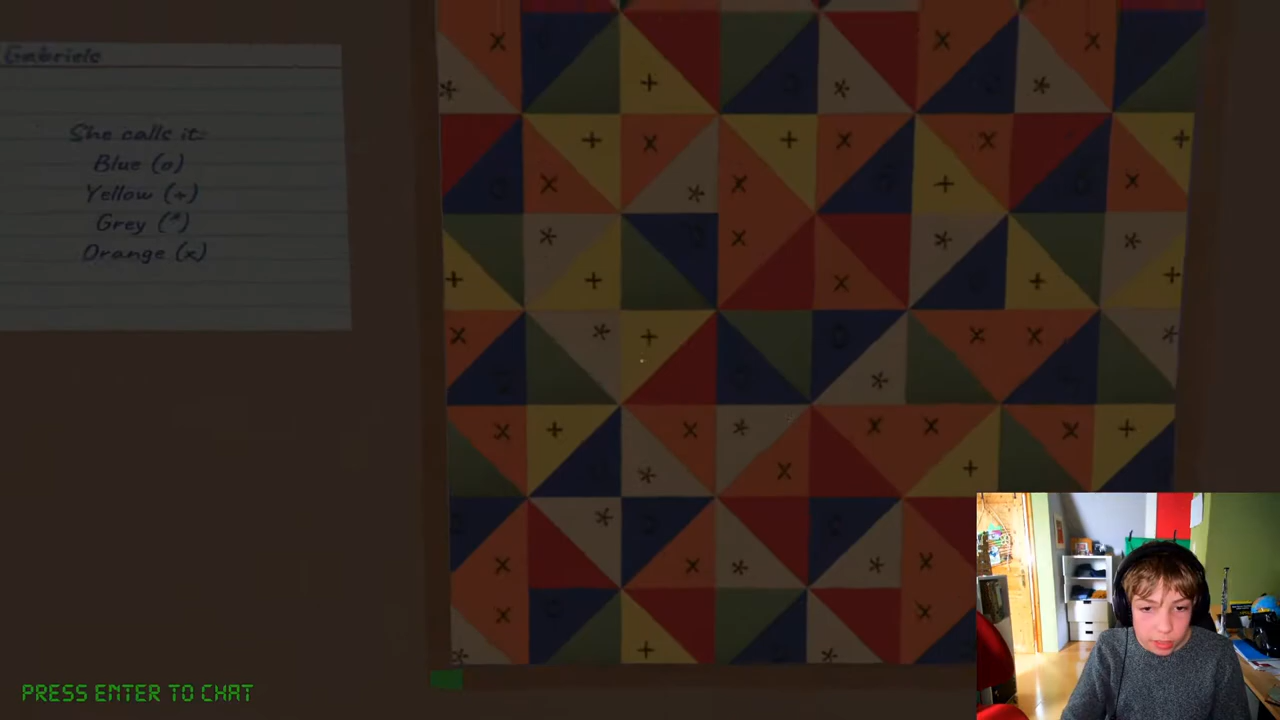 Gabriele
She calls it:
Blue (o)
Yellow (+)
Grey (*)
Orange (x)
PRESS ENTER TO CHAT